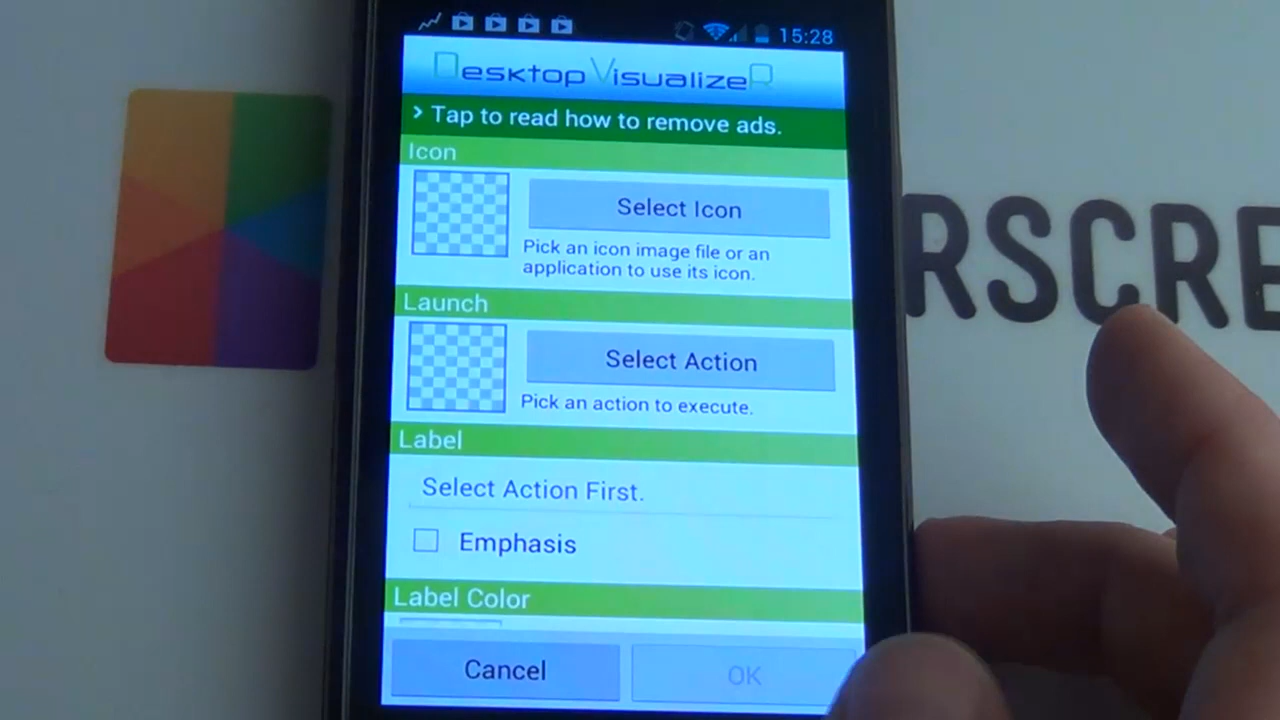 15:28
Desktop VisualizeR
> Tap to read how to remove ads.
Icon
Select Icon
Pick an icon image file or an
application to use its icon.
Launch
Select Action
Pick an action to execute.
Label
Select Action First.
Emphasis
Label Color
Cancel
OK
RSCRE